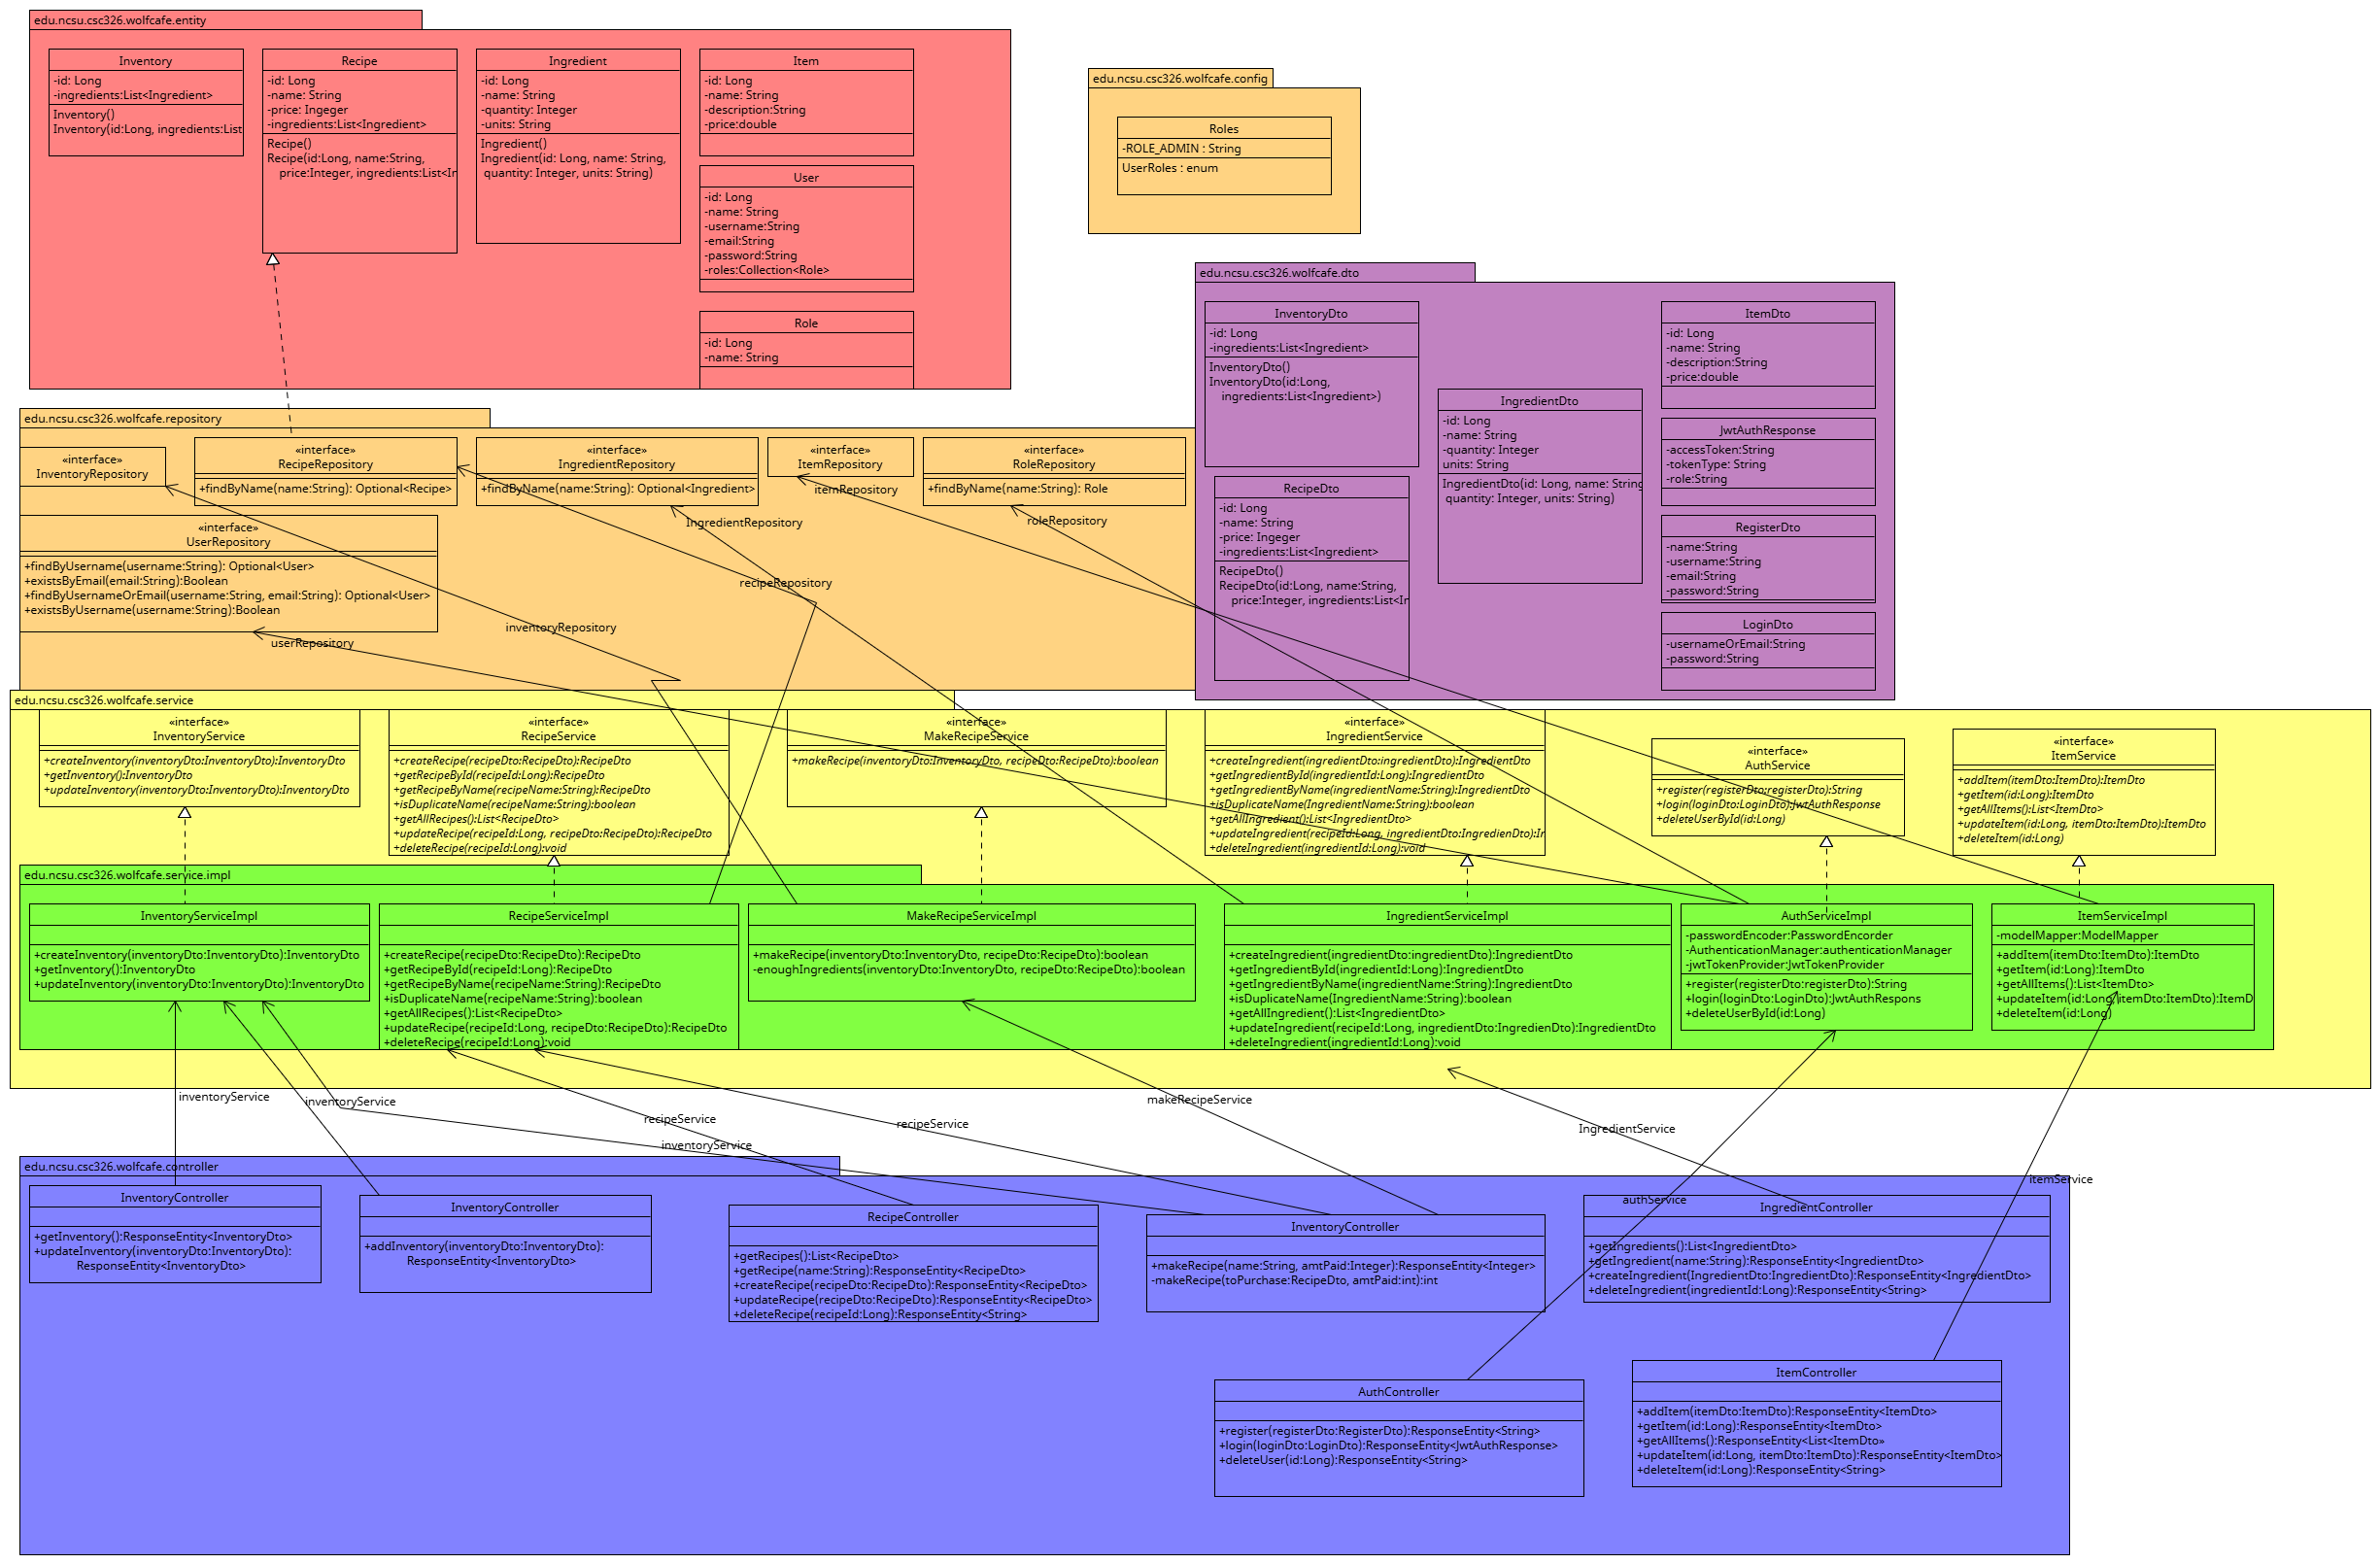 edu.ncsu.csc326.wolfcafe.entity
Inventory
-id: Long
-ingredients:List<Ingredient>
Inventory()
Inventory(id:Long, ingredients:List
Recipe
-id: Long
-name: String
-price: Ingeger
-ingredients:List<Ingredient>
Recipe()
Recipe(id:Long, name:String,
price:Integer, ingredients:List<In
Ingredient
-id: Long
-name: String
-quantity: Integer
-units: String
Ingredient()
Ingredient(id: Long, name: String,
quantity: Integer, units: String)
Item
-id: Long
-name: String
-description:String
-price:double
User
-id: Long
-name: String
-username:String
-email:String
-password:String
-roles:Collection<Role>
Role
-id: Long
-name: String
edu.ncsu.csc326.wolfcafe.config
Roles
-ROLE_ADMIN : String
UserRoles : enum
edu.ncsu.csc326.wolfcafe.dto
InventoryDto
-id: Long
-ingredients:List<Ingredient>
InventoryDto()
InventoryDto(id:Long,
ingredients:List<Ingredient>)
RecipeDto
-id: Long
-name: String
-price: Ingeger
-ingredients:List<Ingredient>
RecipeDto()
RecipeDto(id:Long, name:String,
price:Integer, ingredients:List<In
IngredientDto
-id: Long
-name: String
-quantity: Integer
units: String
IngredientDto(id: Long, name: String
quantity: Integer, units: String)
ItemDto
-id: Long
-name: String
-description:String
-price:double
JwtAuthResponse
-accessToken:String
-tokenType: String
-role:String
RegisterDto
-name:String
-username:String
-email:String
-password:String
LoginDto
-usernameOrEmail:String
-password:String
edu.ncsu.csc326.wolfcafe.repository
«interface»
InventoryRepository
«interface»
RecipeRepository
+findByName(name:String): Optional<Recipe>
«interface»
IngredientRepository
+findByName(name:String): Optional<Ingredient>
«interface»
ItemRepository
«interface»
RoleRepository
+findByName(name:String): Role
«interface»
UserRepository
+findByUsername(username:String): Optional<User>
+existsByEmail(email:String):Boolean
+findByUsernameOrEmail(username:String, email:String): Optional<User>
+existsByUsername(username:String):Boolean
itemRepository
IngredientRepository
roleRepository
recipeRepository
inventoryRepository
userRepository
edu.ncsu.csc326.wolfcafe.service
«interface»
InventoryService
+createInventory(inventoryDto:InventoryDto):InventoryDto
+getInventory():InventoryDto
+updateInventory(inventoryDto:InventoryDto):InventoryDto
«interface»
RecipeService
+createRecipe(recipeDto:RecipeDto):RecipeDto
+getRecipeById(recipeId:Long):RecipeDto
+getRecipeByName(recipeName:String):RecipeDto
+isDuplicateName(recipeName:String):boolean
+getAllRecipes():List<RecipeDto>
+updateRecipe(recipeId:Long, recipeDto:RecipeDto):RecipeDto
+deleteRecipe(recipeId:Long):void
«interface»
MakeRecipeService
+makeRecipe(inventoryDto:InventoryDto, recipeDto:RecipeDto):boolean
«interface»
IngredientService
+createIngredient(ingredientDto:ingredientDto):IngredientDto
+getIngredientById(ingredientId:Long):IngredientDto
+getIngredientByName(ingredientName:String):IngredientDto
+isDuplicateName(IngredientName:String):boolean
+getAllIngredient():List<IngredientDto>
+updateIngredient(recipeId:Long, ingredientDto:IngredienDto):In
+deleteIngredient(ingredientId:Long):void
«interface»
AuthService
+register(registerDto:registerDto):String
+login(loginDto:LoginDto):JwtAuthResponse
+deleteUserById(id:Long)
«interface»
ItemService
+addItem(itemDto:ItemDto):ItemDto
+getItem(id:Long):ItemDto
+getAllItems():List<ItemDto>
+updateItem(id:Long, itemDto:ItemDto):ItemDto
+deleteItem(id:Long)
edu.ncsu.csc326.wolfcafe.service.impl
InventoryServiceImpl
+createInventory(inventoryDto:InventoryDto):InventoryDto
+getInventory():InventoryDto
+updateInventory(inventoryDto:InventoryDto):InventoryDto
RecipeServiceImpl
+createRecipe(recipeDto:RecipeDto):RecipeDto
+getRecipeById(recipeId:Long):RecipeDto
+getRecipeByName(recipeName:String):RecipeDto
+isDuplicateName(recipeName:String):boolean
+getAllRecipes():List<RecipeDto>
+updateRecipe(recipeId:Long, recipeDto:RecipeDto):RecipeDto
+deleteRecipe(recipeId:Long):void
MakeRecipeServiceImpl
+makeRecipe(inventoryDto:InventoryDto, recipeDto:RecipeDto):boolean
-enoughIngredients(inventoryDto:InventoryDto, recipeDto:RecipeDto):boolean
IngredientServiceImpl
+createIngredient(ingredientDto:ingredientDto):IngredientDto
+getIngredientById(ingredientId:Long):IngredientDto
+getIngredientByName(ingredientName:String):IngredientDto
+isDuplicateName(IngredientName:String):boolean
+getAllIngredient():List<IngredientDto>
+updateIngredient(recipeId:Long, ingredientDto:IngredienDto):IngredientDto
+deleteIngredient(ingredientId:Long):void
AuthServiceImpl
-passwordEncoder:PasswordEncorder
-AuthenticationManager:authenticationManager
-jwtTokenProvider:JwtTokenProvider
+register(registerDto:registerDto):String
+login(loginDto:LoginDto):JwtAuthRespons
+deleteUserById(id:Long)
ItemServiceImpl
-modelMapper:ModelMapper
+addItem(itemDto:ItemDto):ItemDto
+getItem(id:Long):ItemDto
+getAllItems():List<ItemDto>
+updateItem(id:Long, itemDto:ItemDto):ItemD
+deleteItem(id:Long)
inventoryService
inventoryService
recipeService
inventoryService
recipeService
makeRecipeService
IngredientService
authService
itemService
edu.ncsu.csc326.wolfcafe.controller
InventoryController
+getInventory():ResponseEntity<InventoryDto>
+updateInventory(inventoryDto:InventoryDto):
ResponseEntity<InventoryDto>
InventoryController
+addInventory(inventoryDto:InventoryDto):
ResponseEntity<InventoryDto>
RecipeController
+getRecipes():List<RecipeDto>
+getRecipe(name:String):ResponseEntity<RecipeDto>
+createRecipe(recipeDto:RecipeDto):ResponseEntity<RecipeDto>
+updateRecipe(recipeDto:RecipeDto):ResponseEntity<RecipeDto>
+deleteRecipe(recipeId:Long):ResponseEntity<String>
InventoryController
+makeRecipe(name:String, amtPaid:Integer):ResponseEntity<Integer>
-makeRecipe(toPurchase:RecipeDto, amtPaid:int):int
IngredientController
+getIngredients():List<IngredientDto>
+getIngredient(name:String):ResponseEntity<IngredientDto>
+createIngredient(IngredientDto:IngredientDto):ResponseEntity<IngredientDto>
+deleteIngredient(ingredientId:Long):ResponseEntity<String>
AuthController
+register(registerDto:RegisterDto):ResponseEntity<String>
+login(loginDto:LoginDto):ResponseEntity<JwtAuthResponse>
+deleteUser(id:Long):ResponseEntity<String>
ItemController
+addItem(itemDto:ItemDto):ResponseEntity<ItemDto>
+getItem(id:Long):ResponseEntity<ItemDto>
+getAllItems():ResponseEntity<List<ItemDto»
+updateItem(id:Long, itemDto:ItemDto):ResponseEntity<ItemDto>
+deleteItem(id:Long):ResponseEntity<String>